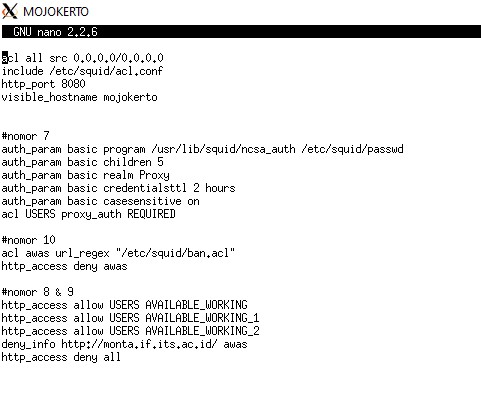 MOJOKERTO
GNU nano 2.2.6
acl all src 0.0.0.0/0.0.0.0
include /etc/squid/acl.conf
http_port 8080
visible_hostname mojokerto
#nomor 7
auth_param basic program /usr/lib/squid/ncsa_auth /etc/squid/passwd
auth_param basic children 5
auth_param basic realm Proxy
auth_param basic credentialsttl 2 hours
auth_param basic casesensitive on
acl USERS proxy_auth REQUIRED
#nomor 10
acl awas url_regex "/etc/squid/ban.acl"
http_access deny awas
#nomor 8 & 9
http_access allow USERS AVAILABLE_WORKING
http_access allow USERS AVAILABLE_WORKING_1
http_access allow USERS AVAILABLE_WORKING_2
deny_info http://monta.if.its.ac.id/ awas
http_access deny all